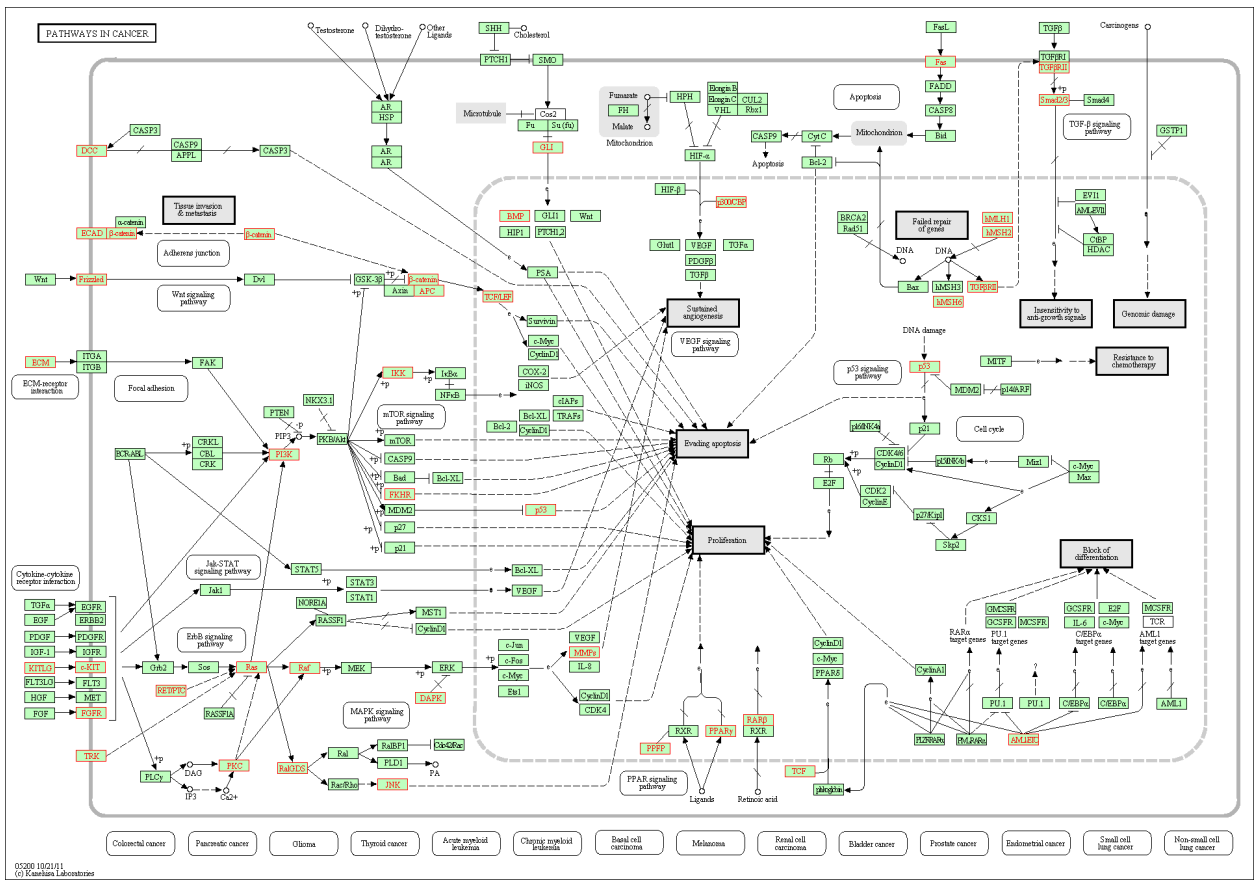 PATHWAYS IN CANCER
Testosterone
Dihydro-
testosterone
Other
Ligands
SHH
Cholesterol
PTCH1
SMO
Microtubule
Cos2
Fu
Su (fu)
GLI
AR
HSP
AR
AR
Fumarate
FH
Malate
Mitochondrion
HPH
Elongin B
Elongin C
CUL2
VHL
Rbx1
HIF-α
HIF-β
p300/CBP
e
Glut1
VEGF
TGFα
PDGFβ
TGFβ
Sustained
angiogenesis
VEGF signaling
pathway
Apoptosis
FasL
Fas
FADD
CASP8
Bid
Mitochondrion
CytC
CASP9
Apoptosis
Bcl-2
TGFβ
TGFβRI
TGFβRII
+p
Smad2/3
Smad4
TGF-β signaling
pathway
Carcinogens
GSTP1
EVI1
AML-EVI1
CtBP
HDAC
e
e
Insensitivity to
anti-growth signals
Genomic damage
BRCA2
Rad51
DNA
Failed repair
of genes
DNA
hMLH1
hMSH2
Bax
hMSH3
TGFβRII
hMSH6
DCC
CASP3
CASP9
APPL
CASP3
Tissue invasion
& metastasis
α-catenin
ECAD
β-catenin
β-catenin
Adherens junction
Wnt
Frizzled
Dvl
GSK-3β
+p
+p
β-catenin
Axin
APC
Wnt signaling
pathway
TCF/LEF
e
BMP
GLI1
Wnt
HIP1
PTCH1,2
e
PSA
e
Survivin
c-Myc
CyclinD1
ECM
ITGA
ITGB
FAK
ECM-receptor
interaction
Focal adhesion
PTEN
NKX3.1
PIP3
-p
PKB/Akt
PI3K
IKK
+p
+p
IκBα
NFκB
e
COX-2
iNOS
cIAPs
Bcl-XL
TRAFs
Bcl-2
CyclinD1
mTOR signaling
pathway
mTOR
CASP9
Bad
Bcl-XL
FKHR
MDM2
p53
p27
p21
+p
+p
+p
+p
+p
+p
+p
Evading apoptosis
Proliferation
BCR-ABL
CRKL
CBL
CRK
+p
DNA damage
p53 signaling
pathway
p53
MDM2
p14/ARF
e
p21
MITF
e
Resistance to
chemotherapy
Cell cycle
p16INK4a
CDK4/6
CyclinD1
p15INK4b
e
Miz1
c-Myc
Max
Rb
+p
+p
E2F
e
CDK2
CyclinE
p27/Kip1
CKS1
e
Skp2
Block of
differentiation
Jak-STAT
signaling pathway
STAT5
+p
e
Bcl-XL
Jak1
STAT3
STAT1
e
VEGF
Cytokine-cytokine
receptor interaction
TGFα
EGFR
EGF
ERBB2
PDGF
PDGFR
IGF-1
IGFR
KITLG
c-KIT
FLT3LG
FLT3
HGF
MET
FGF
FGFR
TRK
ErbB signaling
pathway
NORE1A
RASSF1
MST1
CyclinD1
Grb2
Sos
Ras
Raf
MEK
ERK
RET/PTC
RASSF1A
DAPK
MAPK signaling
pathway
e
c-Jun
c-Fos
c-Myc
Ets1
e
VEGF
MMPs
IL-8
CyclinD1
CDK4
+p
PLCγ
DAG
IP3
Ca2+
PKC
RalGDS
Ral
RalBP1
Cdc42/Rac
PLD1
PA
Rac/Rho
JNK
e
RXR
PPARγ
PPFP
PPAR signaling
pathway
Ligands
e
RARβ
RXR
Retinoic acid
CyclinD1
c-Myc
PPARδ
e
TCF
GMCSFR
GCSFR
MCSFR
RARα
target genes
PU.1
target genes
GCSFR
E2F
IL-6
c-Myc
C/EBPα
target genes
MCSFR
TCR
AML1
target genes
?
CyclinA1
e
e
e
e
e
PU.1
PU.1
C/EBPα
C/EBPα
AML1
PLZF-RARα
PML-RARα
AML1-ETO
Colorectal cancer
Pancreatic cancer
Glioma
Thyroid cancer
Acute myeloid
leukemia
Chronic myeloid
leukemia
Basal cell
carcinoma
Melanoma
Renal cell
carcinoma
Bladder cancer
Prostate cancer
Endometrial cancer
Small cell
lung cancer
Non-small cell
lung cancer
05200 10/21/11
(c) Kanehisa Laboratories